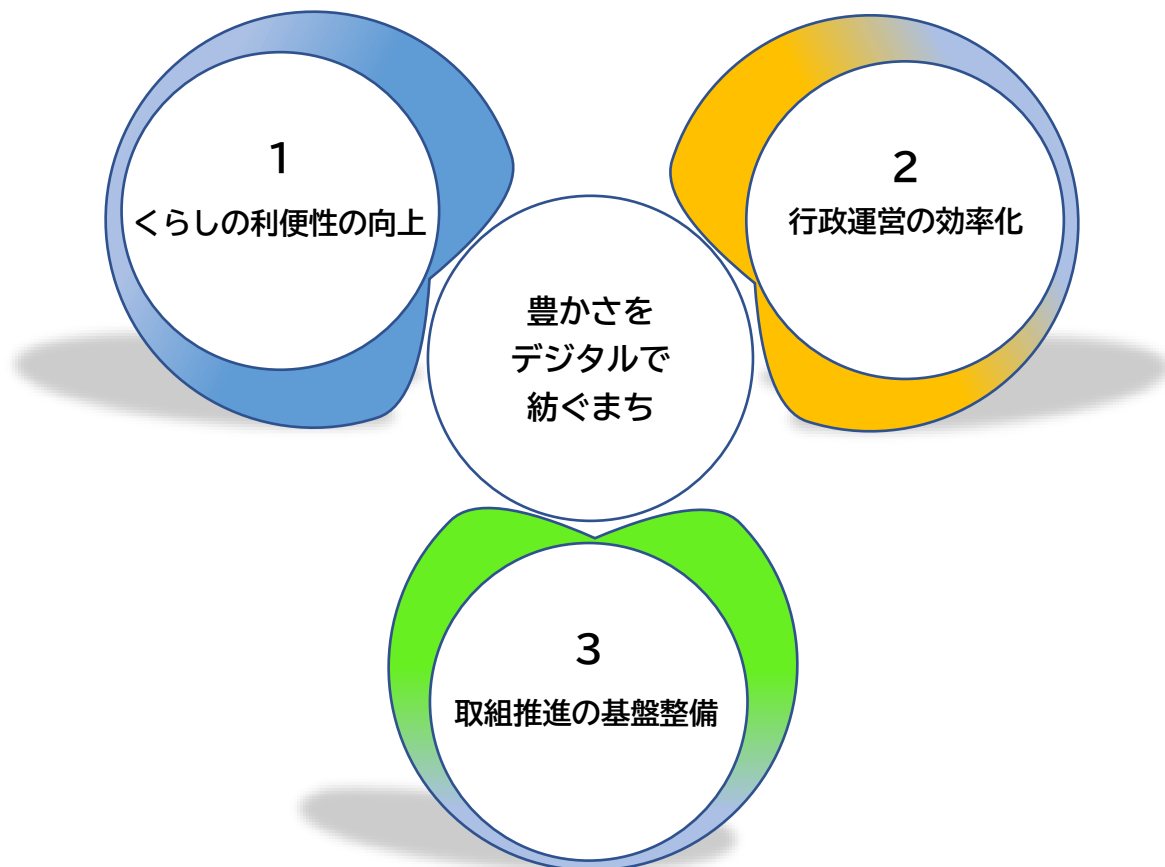 1
くらしの利便性の向上
2
行政運営の効率化
豊かさを
デジタルで
紡ぐまち
3
取組推進の基盤整備